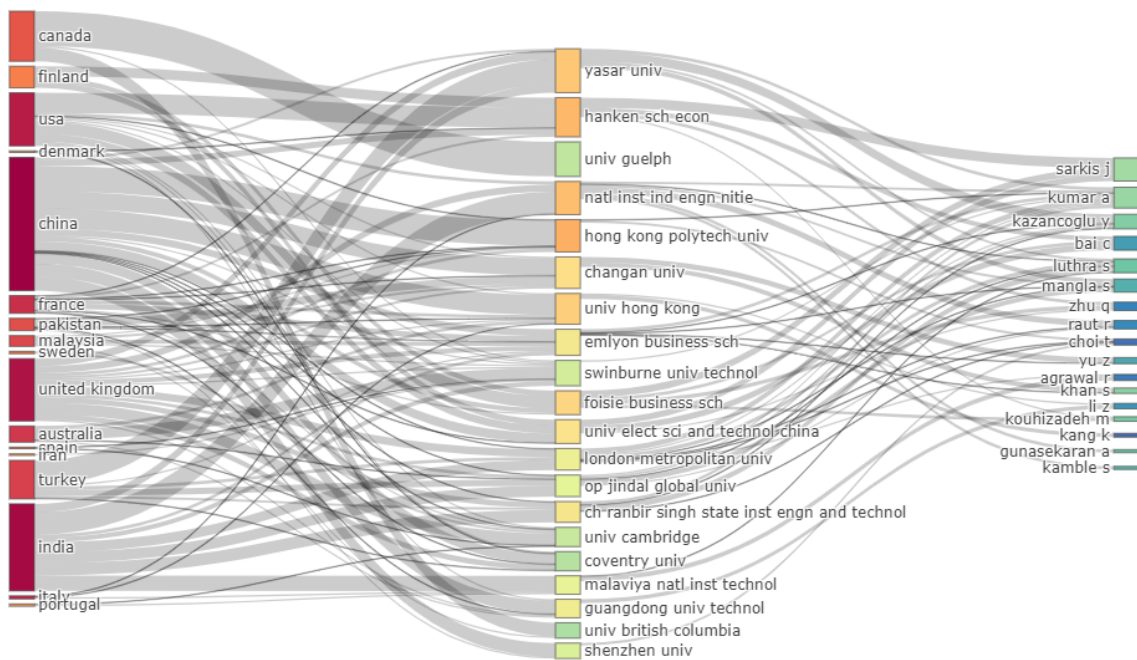 canada
finland
usa
denmark
china
france
pakistan
malaysia
sweden
united kingdom
australia
spain
iran
turkey
india
italy
portugal
yasar univ
hanken sch econ
univ guelph
natl inst ind engn nitie
hong kong polytech univ
changan univ
univ hong kong
emlyon business sch
swinburne univ technol
foisie business sch
univ elect sci and technol china
london metropolitan univ
op jindal global univ
ch ranbir singh state inst engn and technol
univ cambridge
coventry univ
malaviya natl inst technol
guangdong univ technol
univ british columbia
shenzhen univ
sarkis j
kumar a
kazancoglu y
bai c
luthra s
mangla s
zhu q
raut r
choi t
yu z
agrawal r
khan s
li z
kouhizadeh m
kang k
gunasekaran a
kamble s